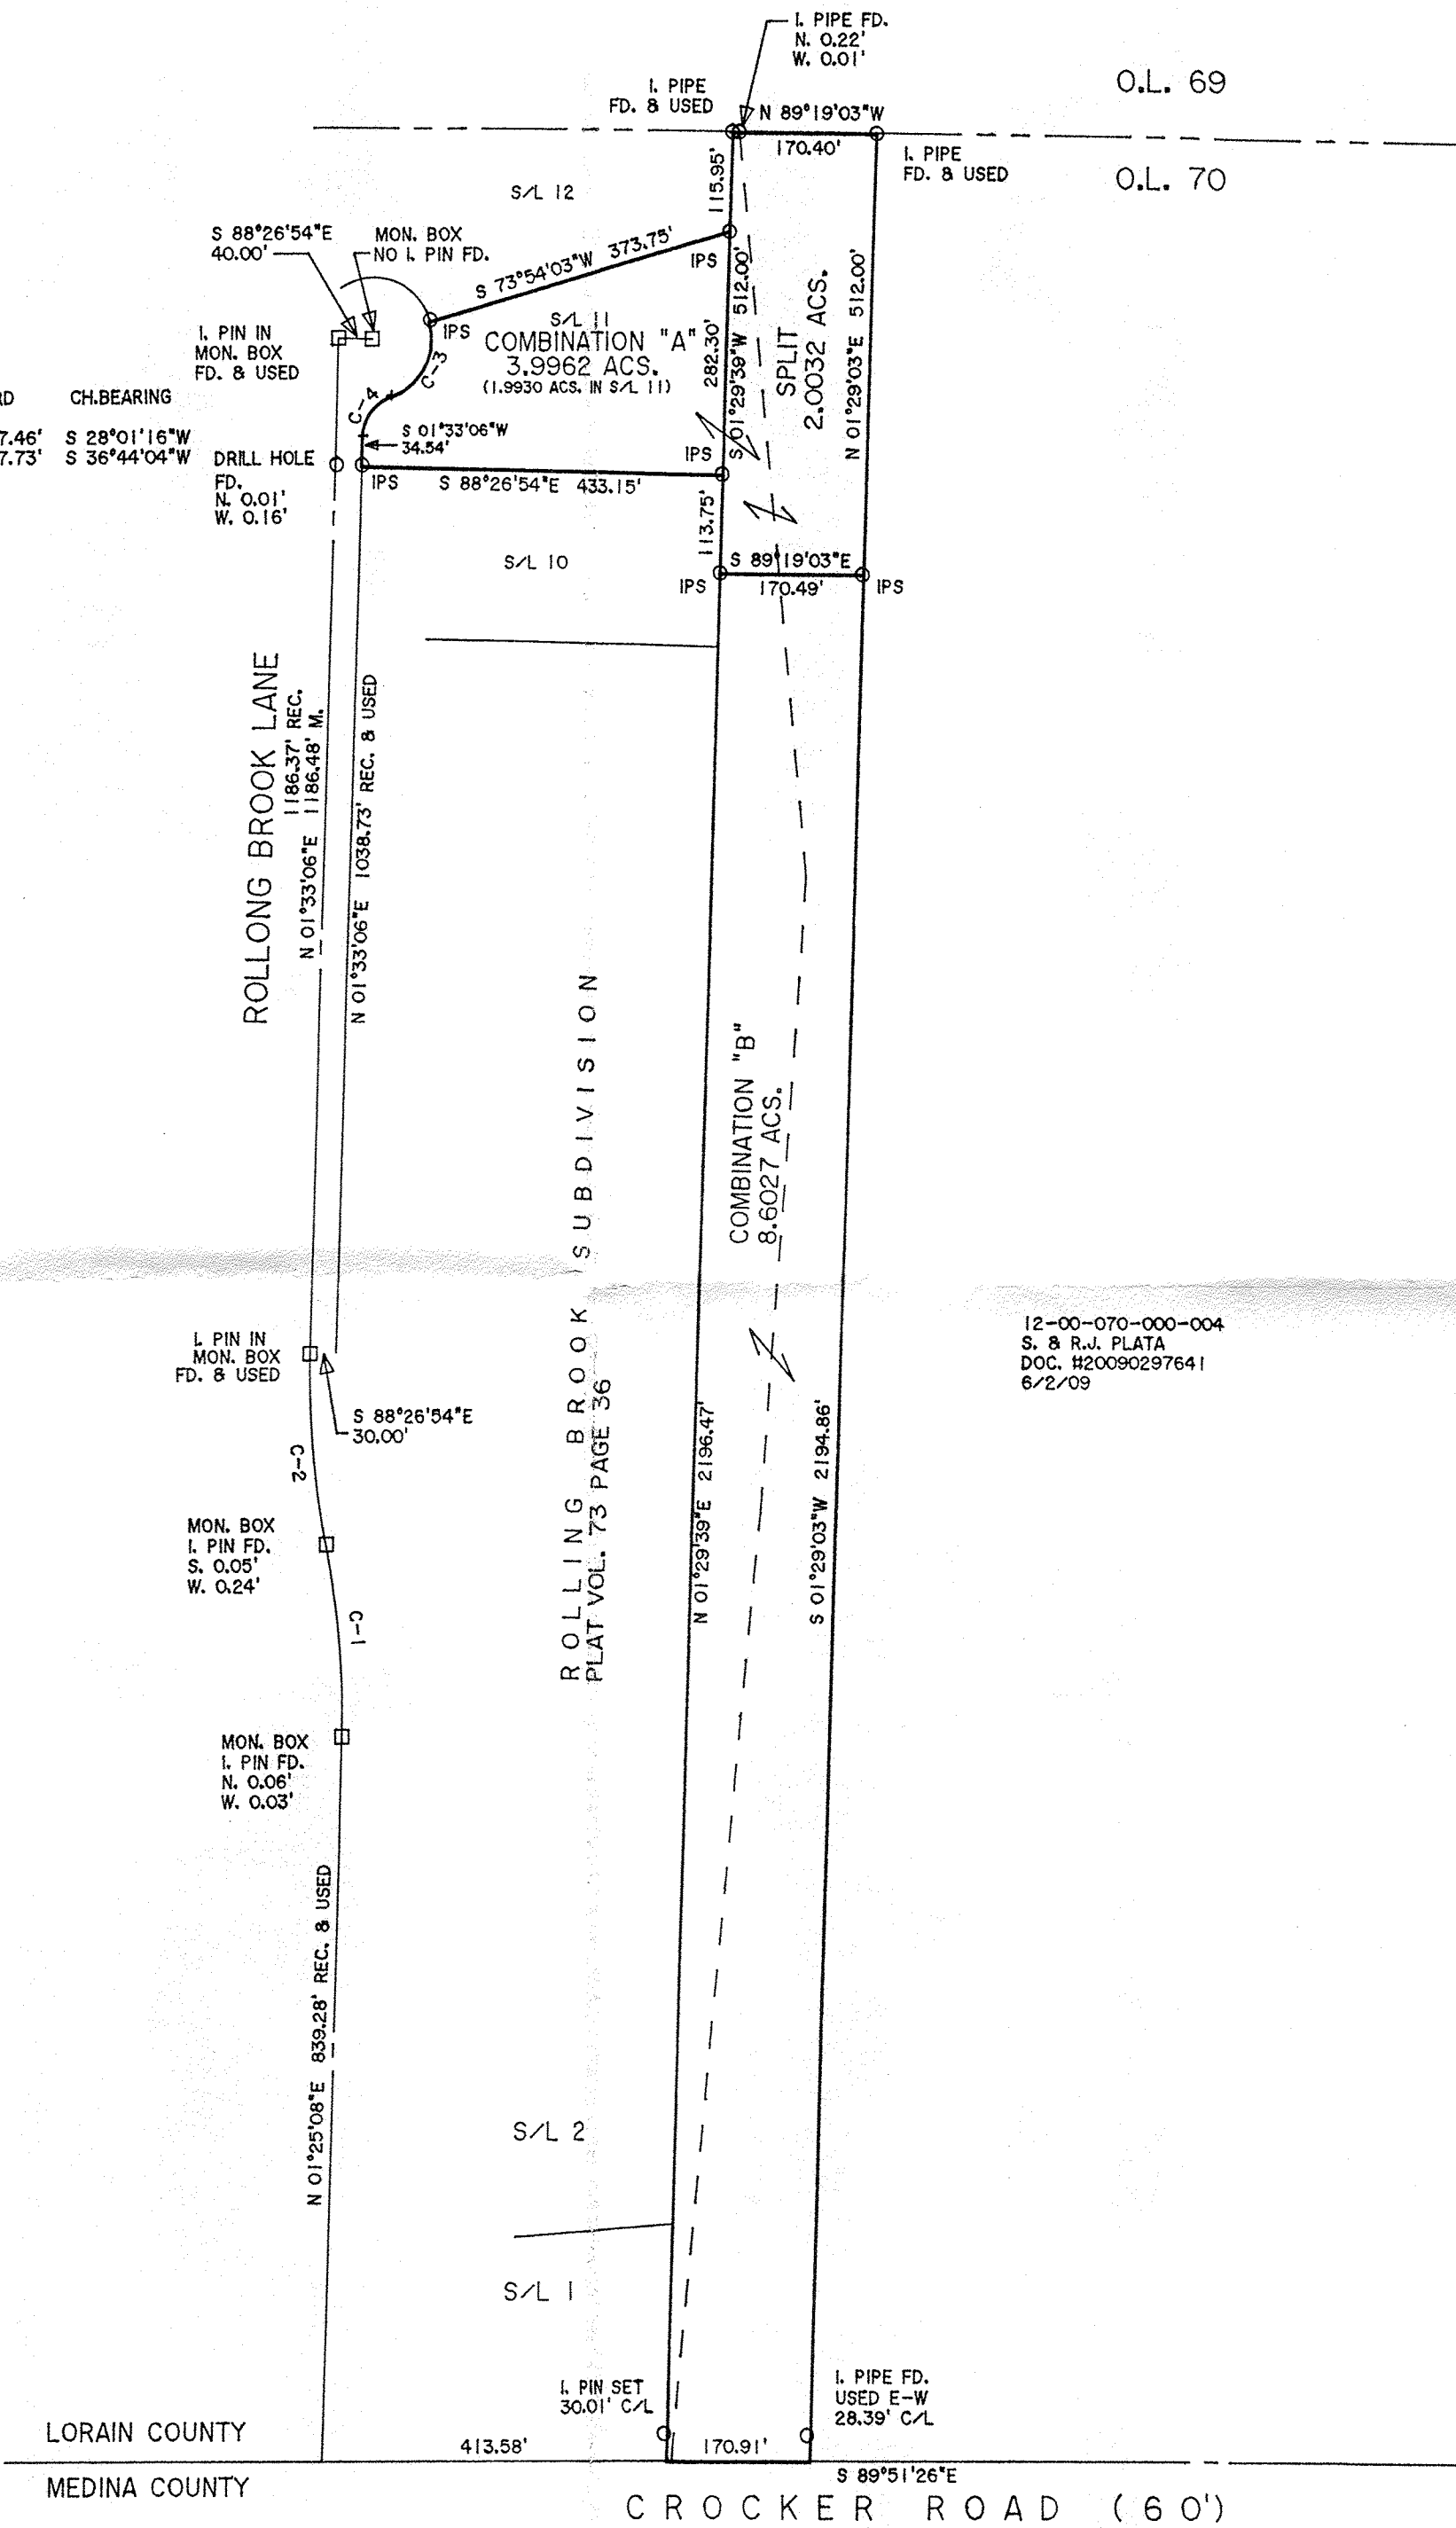 I. PIPE FD.
N. 0.22'
W. 0.01'
I. PIPE
FD. & USED
O.L. 69
N 89°19'03"W
170.40'
I. PIPE
FD. & USED
O.L. 70
115.95'
S/L 12
S 88°26'54"E
40.00'
MON. BOX
NO I. PIN FD.
S 73°54'03"W 373.75'
IPS
I. PIN IN
MON. BOX
FD. & USED
IPS
S/L 11
COMBINATION "A"
3.9962 ACS.
(1.9930 ACS. IN S/L 11)
282.30'
S 01°29'39"W 512.00'
SPLIT
2.0032 ACS.
N 01°29'03"E 512.00'
C-3
C-4
RD CH.BEARING
7.46' S 28°01'16"W
7.73' S 36°44'04"W
S 01°33'06"W
34.54'
DRILL HOLE
FD.
N. 0.01'
W. 0.16'
IPS
S 88°26'54"E 433.15'
IPS
113.75'
S/L 10
S 89°19'03"E
170.49'
IPS
IPS
ROLLONG BROOK LANE
1186.37' REC.
N 01°33'06"E 1186.48' M.
N 01°33'06"E 1038.73' REC. & USED
COMBINATION "B"
8.6027 ACS.
ROLLING BROOK SUBDIVISION
PLAT VOL. 73 PAGE 36
12-00-070-000-004
S. & R.J. PLATA
DOC. #20090297641
6/2/09
I. PIN IN
MON. BOX
FD. & USED
S 88°26'54"E
30.00'
C-2
N 01°29'39"E 2196.47'
S 01°29'03"W 2194.86'
MON. BOX
I. PIN FD.
S. 0.05'
W. 0.24'
C-1
MON. BOX
I. PIN FD.
N. 0.06'
W. 0.03'
N 01°25'08"E 839.28' REC. & USED
S/L 2
S/L 1
I. PIN SET
30.01' C/L
I. PIPE FD.
USED E-W
28.39' C/L
LORAIN COUNTY
413.58'
170.91'
MEDINA COUNTY
S 89°51'26"E
CROCKER ROAD (60')